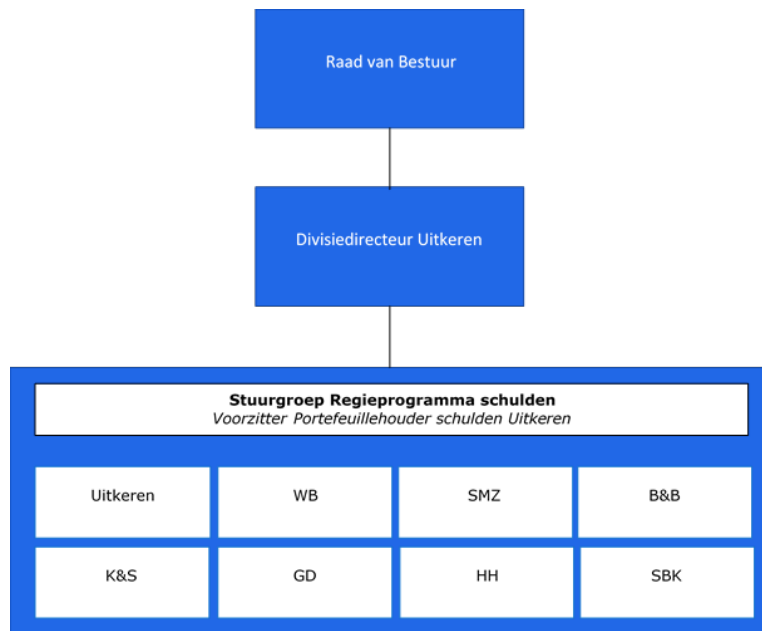 Raad van Bestuur
Divisiedirecteur Uitkeren
Stuurgroep Regieprogramma schulden
Voorzitter Portefeuillehouder schulden Uitkeren
Uitkeren
WB
SMZ
B&B
K&S
GD
HH
SBK